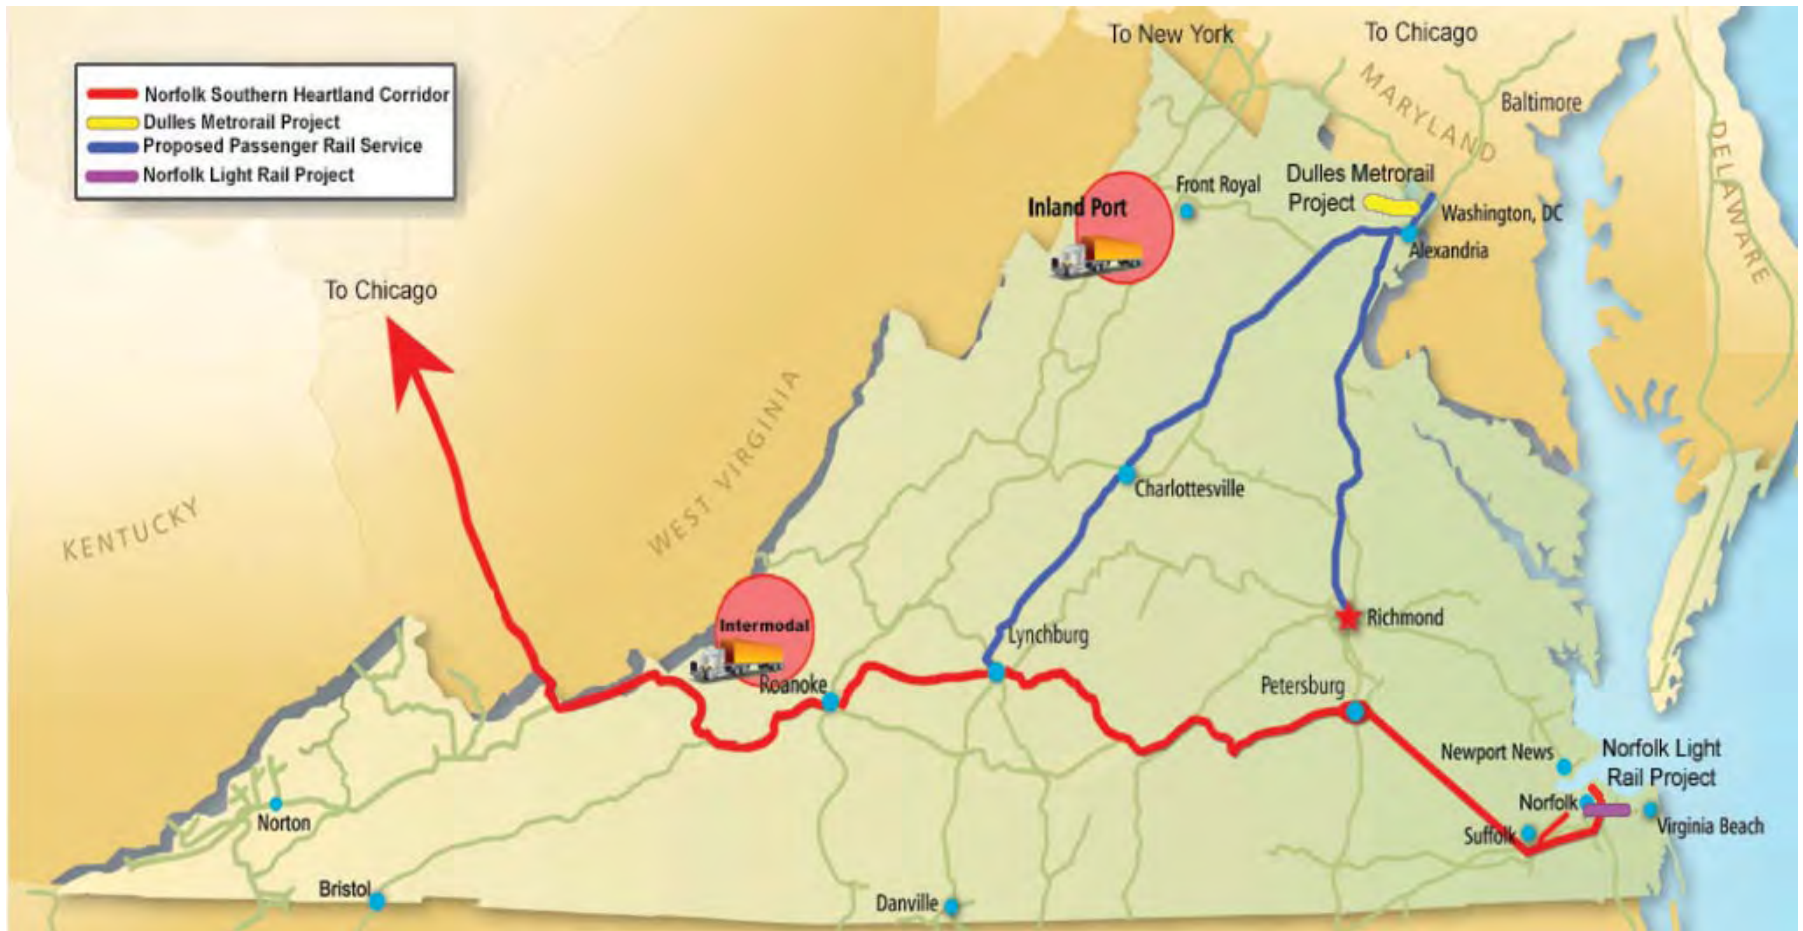 To New York
To Chicago
Norfolk Southern Heartland Corridor
Dulles Metrorail Project
Proposed Passenger Rail Service
Norfolk Light Rail Project
MARYLAND
Baltimore
DELAWARE
Dulles Metrorail
Project
Front Royal
Inland Port
Washington, DC
Alexandria
To Chicago
WEST VIRGINIA
KENTUCKY
Charlottesville
Intermodal
Richmond
Lynchburg
Roanoke
Petersburg
Newport News
Norfolk Light
Rail Project
Norfolk
Suffolk
Virginia Beach
Norton
Bristol
Danville